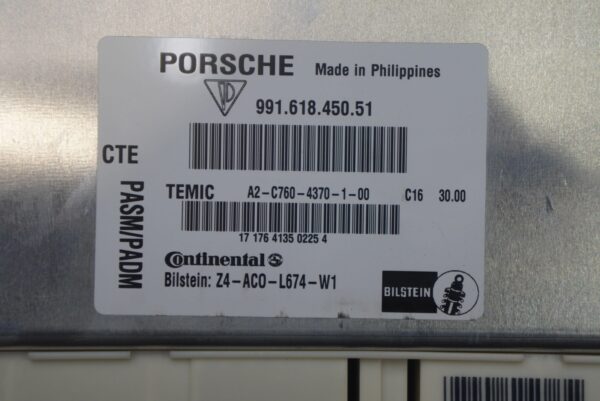 PORSCHE Made in Philippines
991.618.450.51
CTE
PASM/PADM
TEMIC A2-C760-4370-1-00 C16 30.00
17 176 4135 0225 4
Continental
Bilstein: Z4-ACO-L674-W1
BILSTEIN